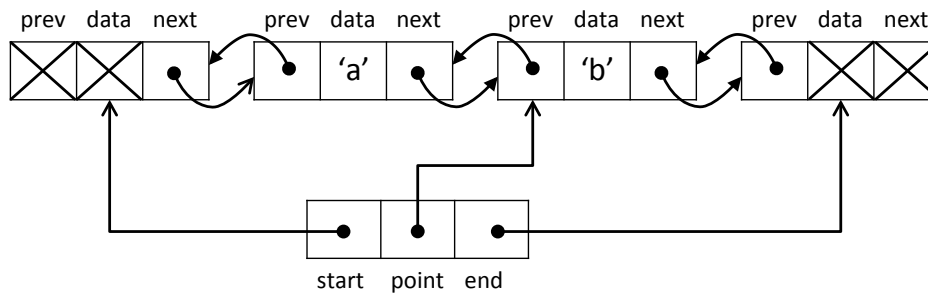 prev data next prev data next prev data next prev data next
‘a’ ‘b’
start point end